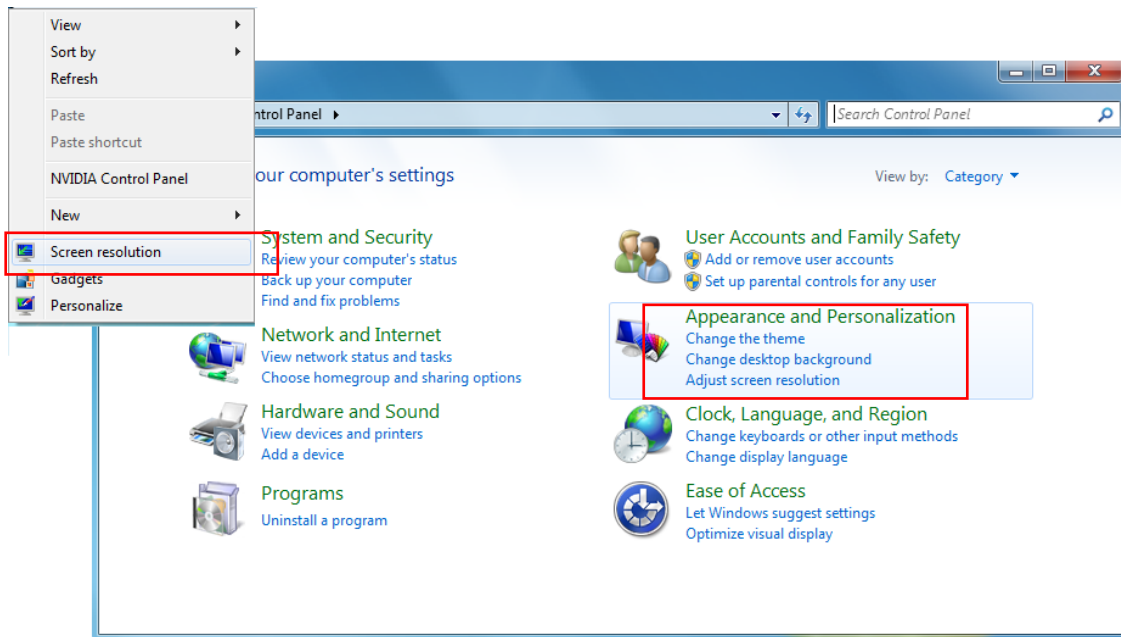 View
Sort by
Refresh
Paste
Paste shortcut
NVIDIA Control Panel
New
Screen resolution
Gadgets
Personalize
ntrol Panel
Search Control Panel
our computer's settings
View by: Category
System and Security
Review your computer's status
Back up your computer
Find and fix problems
Network and Internet
View network status and tasks
Choose homegroup and sharing options
Hardware and Sound
View devices and printers
Add a device
Programs
Uninstall a program
User Accounts and Family Safety
Add or remove user accounts
Set up parental controls for any user
Appearance and Personalization
Change the theme
Change desktop background
Adjust screen resolution
Clock, Language, and Region
Change keyboards or other input methods
Change display language
Ease of Access
Let Windows suggest settings
Optimize visual display